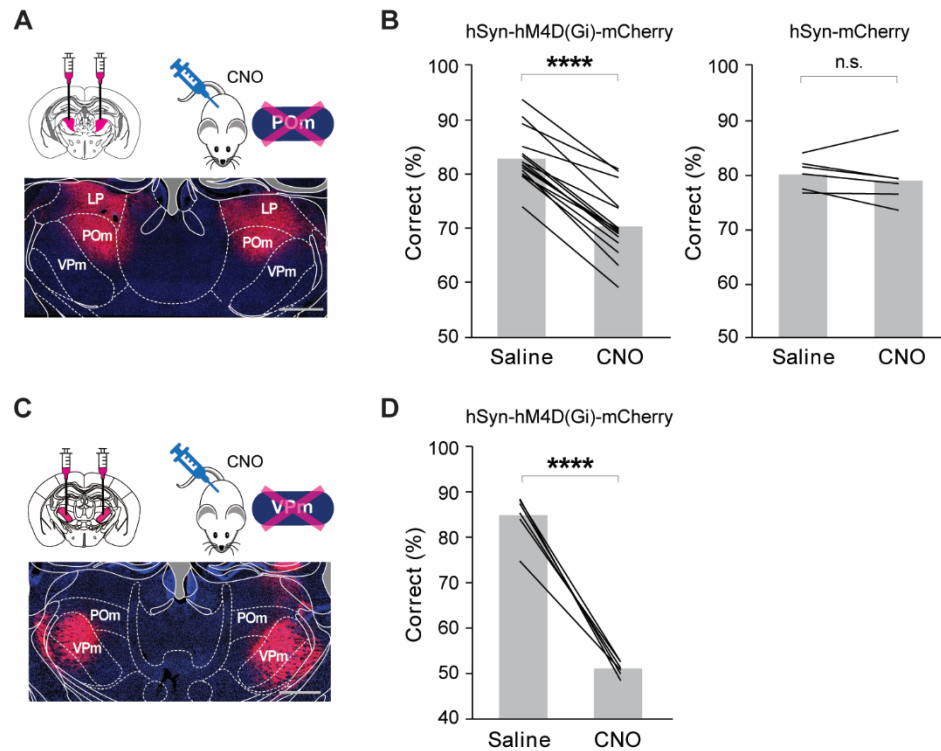 A
CNO
POm
LP
POm
VPm
VPm
B
hSyn-hM4D(Gi)-mCherry
****
Correct (%)
100
90
80
70
60
50
Saline CNO
hSyn-mCherry
n.s.
Correct (%)
100
90
80
70
60
50
Saline CNO
C
CNO
VPm
POm
VPm
POm
VPm
D
hSyn-hM4D(Gi)-mCherry
****
Correct (%)
100
90
80
70
60
50
40
Saline CNO